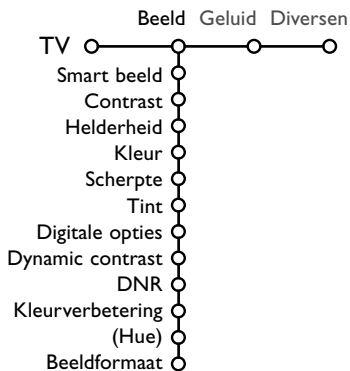 Beeld Geluid Diversen
TV
Smart beeld
Contrast
Helderheid
Kleur
Scherpte
Tint
Digitale opties
Dynamic contrast
DNR
Kleurverbetering
(Hue)
Beeldformaat